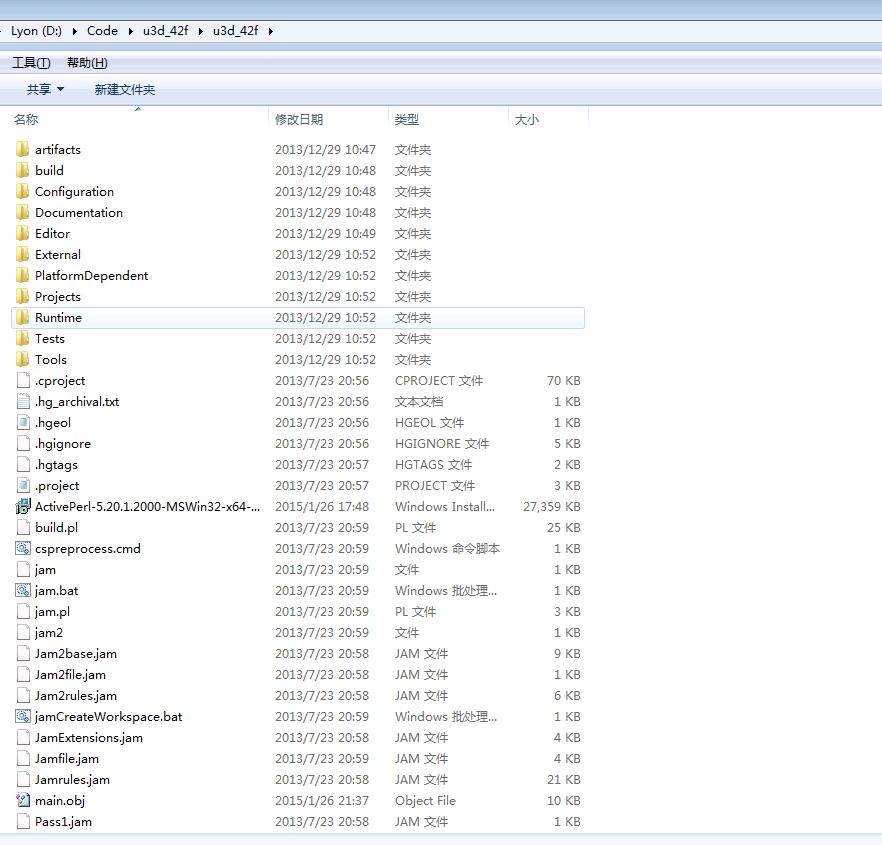 Lyon (D:) ▸ Code ▸ u3d_42f ▸ u3d_42f ▸
工具(T) 帮助(H)
共享 新建文件夹
名称 修改日期 类型 大小
artifacts 2013/12/29 10:47 文件夹
build 2013/12/29 10:48 文件夹
Configuration 2013/12/29 10:48 文件夹
Documentation 2013/12/29 10:48 文件夹
Editor 2013/12/29 10:49 文件夹
External 2013/12/29 10:52 文件夹
PlatformDependent 2013/12/29 10:52 文件夹
Projects 2013/12/29 10:52 文件夹
Runtime 2013/12/29 10:52 文件夹
Tests 2013/12/29 10:52 文件夹
Tools 2013/12/29 10:52 文件夹
.cproject 2013/7/23 20:56 CPROJECT 文件 70 KB
.hg_archival.txt 2013/7/23 20:56 文本文档 1 KB
.hgeol 2013/7/23 20:56 HGEOL 文件 1 KB
.hgignore 2013/7/23 20:56 HGIGNORE 文件 5 KB
.hgtags 2013/7/23 20:57 HGTAGS 文件 2 KB
.project 2013/7/23 20:57 PROJECT 文件 3 KB
ActivePerl-5.20.1.2000-MSWin32-x64-... 2015/1/26 17:48 Windows Install... 27,359 KB
build.pl 2013/7/23 20:59 PL 文件 25 KB
cspreprocess.cmd 2013/7/23 20:59 Windows 命令脚本 1 KB
jam 2013/7/23 20:59 文件 1 KB
jam.bat 2013/7/23 20:59 Windows 批处理... 1 KB
jam.pl 2013/7/23 20:59 PL 文件 3 KB
jam2 2013/7/23 20:59 文件 1 KB
Jam2base.jam 2013/7/23 20:58 JAM 文件 9 KB
Jam2file.jam 2013/7/23 20:58 JAM 文件 1 KB
Jam2rules.jam 2013/7/23 20:58 JAM 文件 6 KB
jamCreateWorkspace.bat 2013/7/23 20:59 Windows 批处理... 1 KB
JamExtensions.jam 2013/7/23 20:58 JAM 文件 4 KB
Jamfile.jam 2013/7/23 20:59 JAM 文件 4 KB
Jamrules.jam 2013/7/23 20:58 JAM 文件 21 KB
main.obj 2015/1/26 21:37 Object File 10 KB
Pass1.jam 2013/7/23 20:58 JAM 文件 1 KB